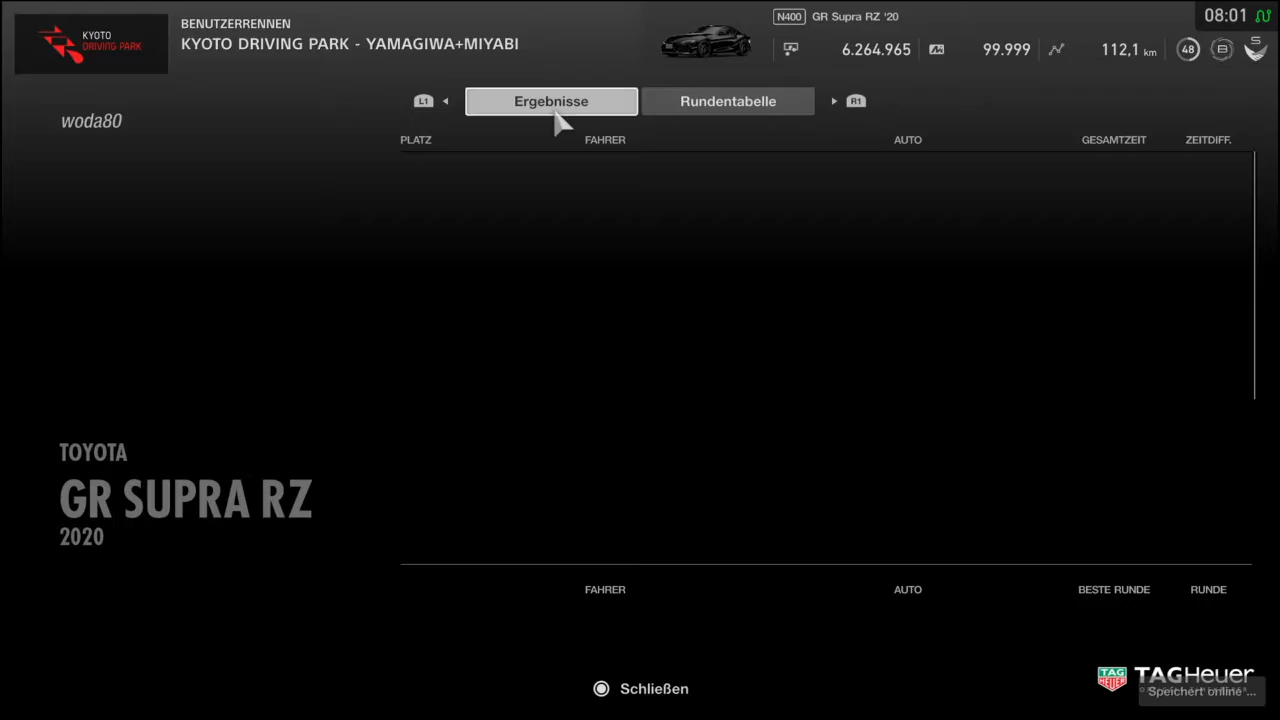 KYOTO
DRIVING PARK
BENUTZERRENNEN
KYOTO DRIVING PARK - YAMAGIWA+MIYABI
N400 GR Supra RZ '20
6.264.965
99.999
112,1 km
48
B
S
08:01
woda80
L1
Ergebnisse
Rundentabelle
R1
PLATZ FAHRER AUTO GESAMTZEIT ZEITDIFF.
TOYOTA
GR SUPRA RZ
2020
FAHRER AUTO BESTE RUNDE RUNDE
Schließen
TAG
HEUER
TAGHeuer
Speichert online ...